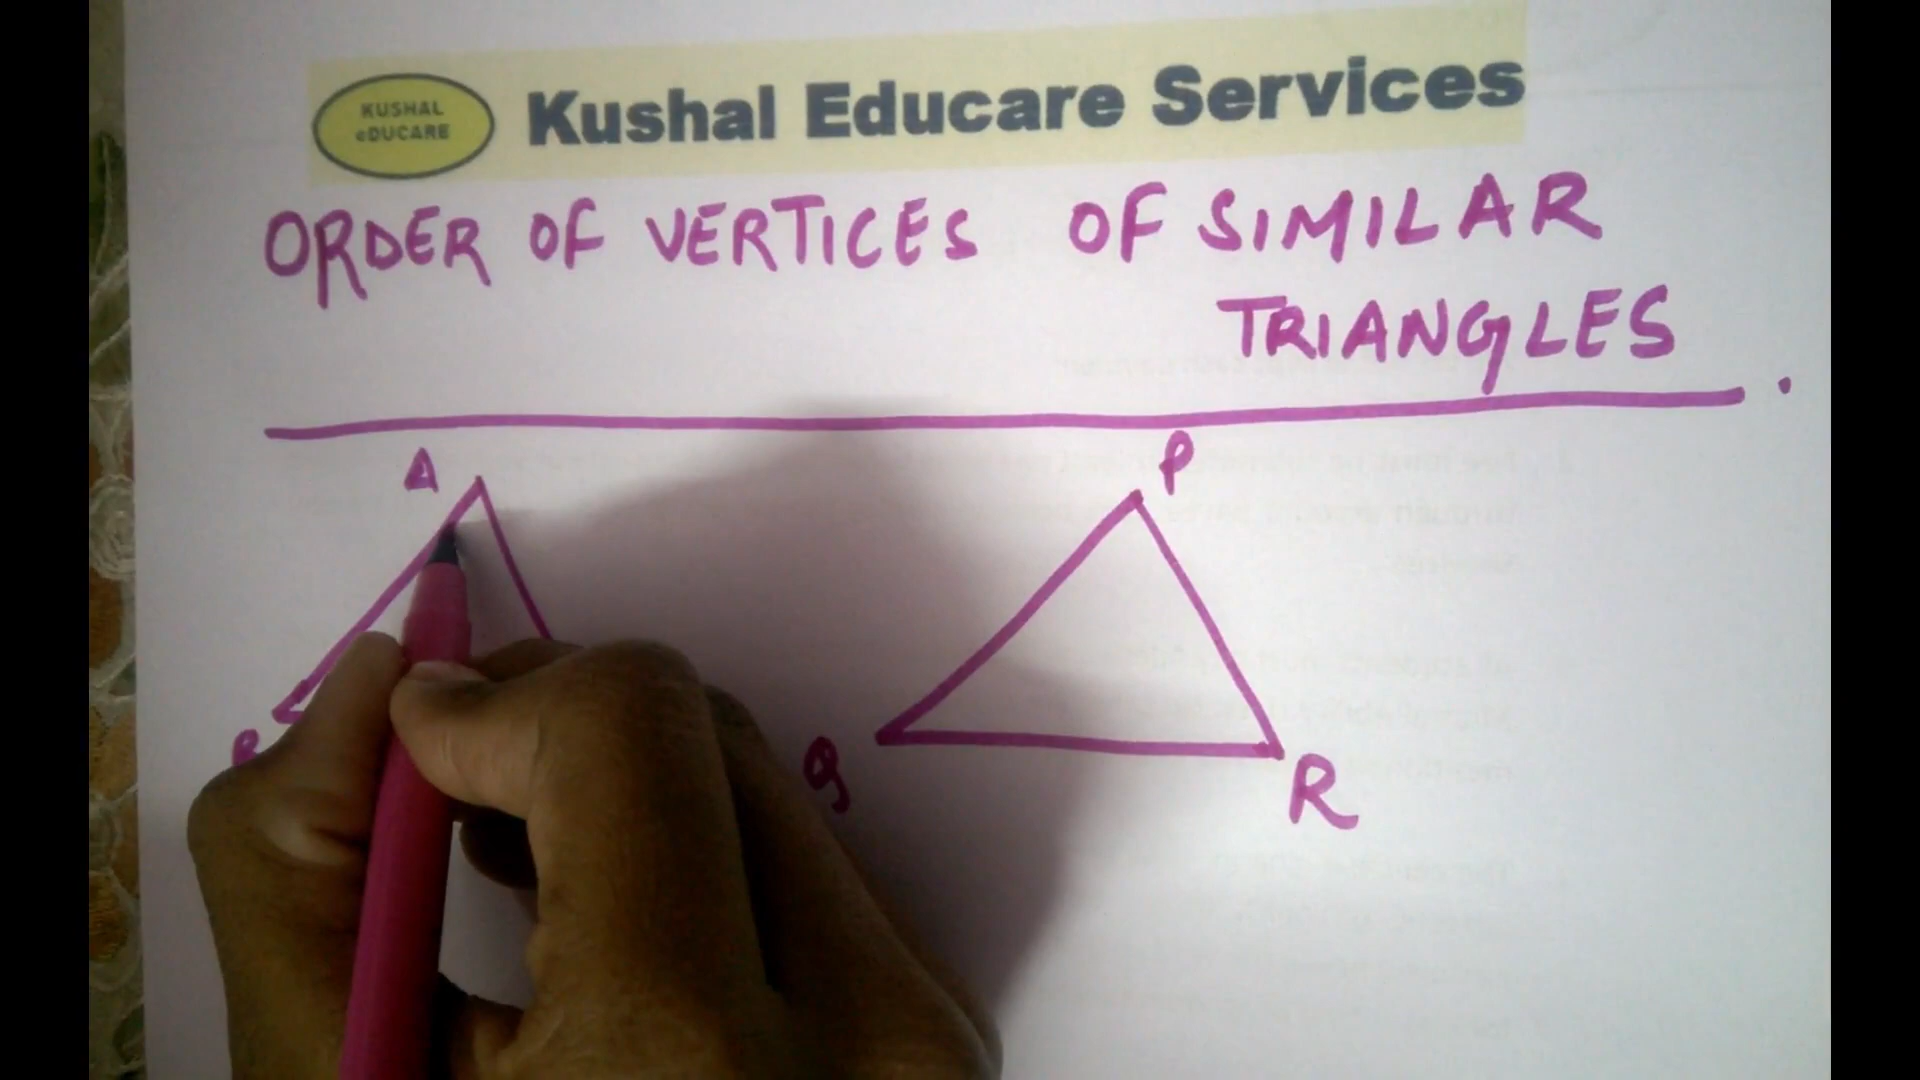 KUSHAL
eDUCARE
Kushal Educare Services
ORDER OF VERTICES OF SIMILAR
TRIANGLES
A
P
B
Q
R